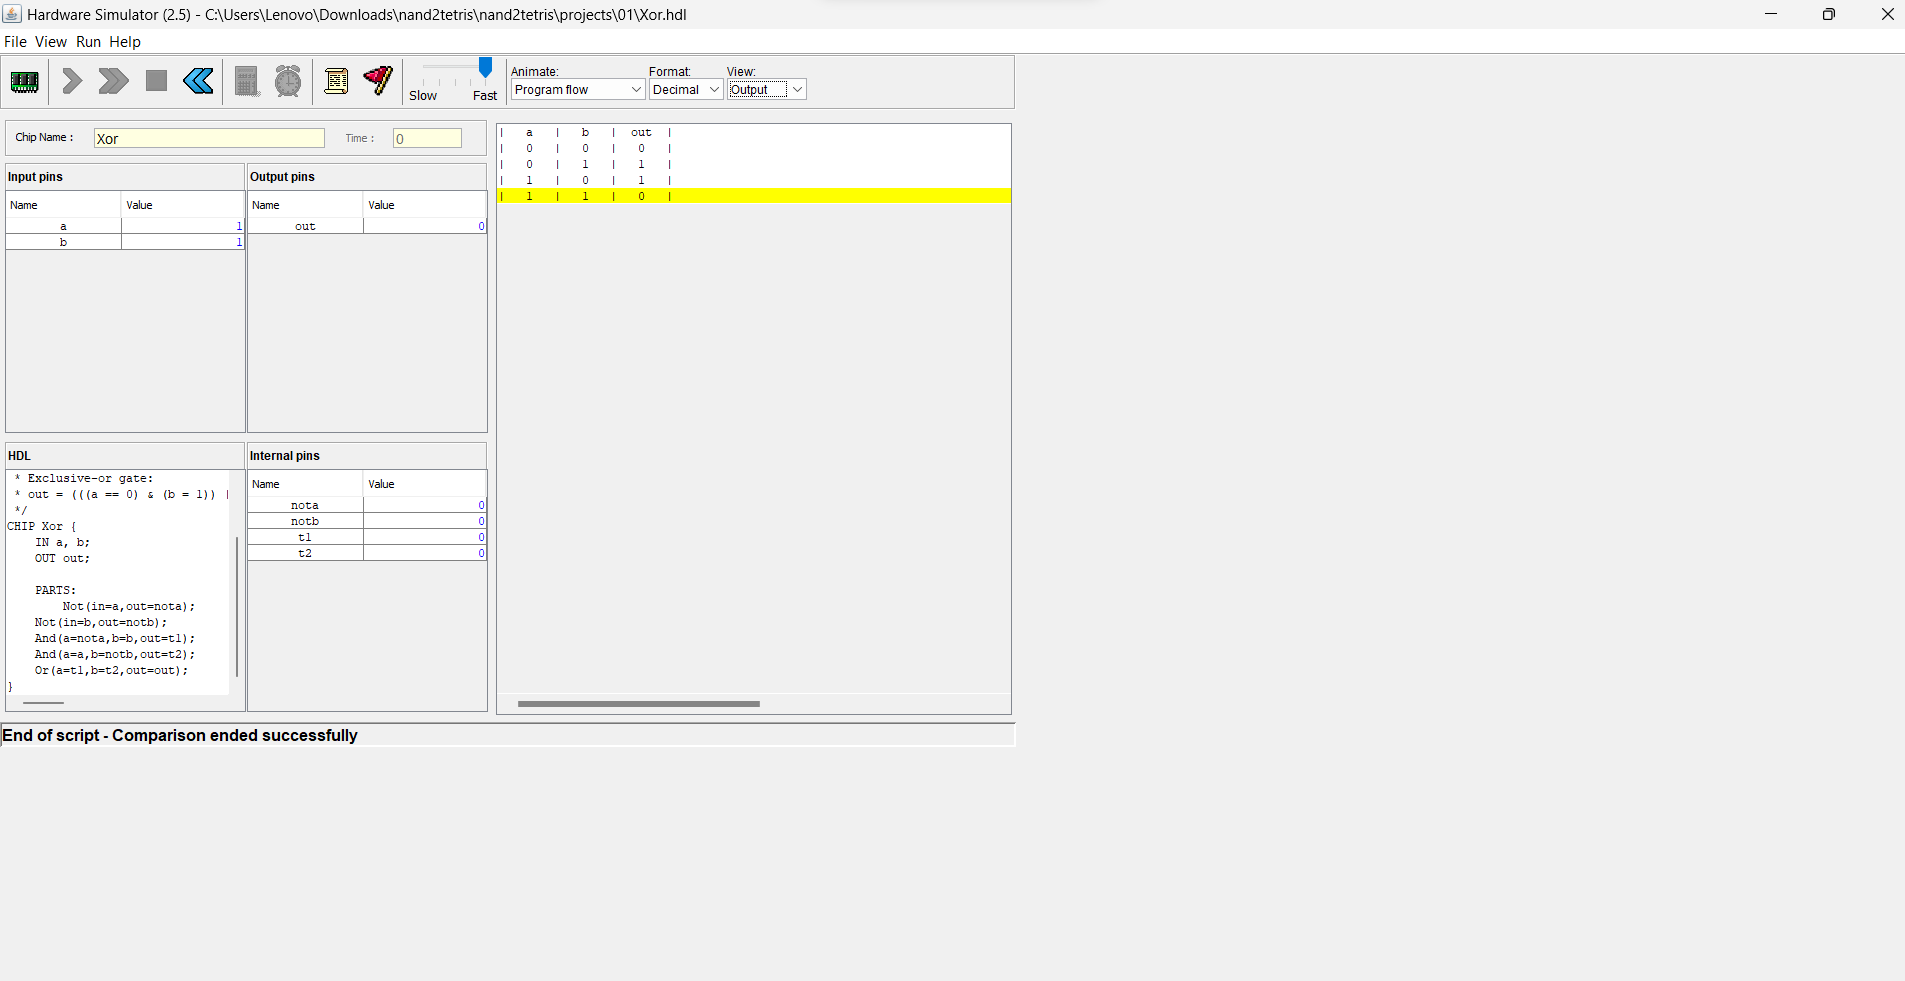 Hardware Simulator (2.5) - C:\Users\Lenovo\Downloads\nand2tetris\nand2tetris\projects\01\Xor.hdl
File View Run Help
Slow Fast
Animate: Format: View:
Program flow Decimal Output
Chip Name : Xor Time : 0
Input pins
Name Value
a 1
b 1
Output pins
Name Value
out 0
HDL
* Exclusive-or gate:
* out = (((a == 0) & (b = 1)) |
*/
CHIP Xor {
IN a, b;
OUT out;
PARTS:
Not(in=a,out=nota);
Not(in=b,out=notb);
And(a=nota,b=b,out=t1);
And(a=a,b=notb,out=t2);
Or(a=t1,b=t2,out=out);
}
Internal pins
Name Value
nota 0
notb 0
t1 0
t2 0
| a | b | out |
| 0 | 0 | 0 |
| 0 | 1 | 1 |
| 1 | 0 | 1 |
| 1 | 1 | 0 |
End of script - Comparison ended successfully